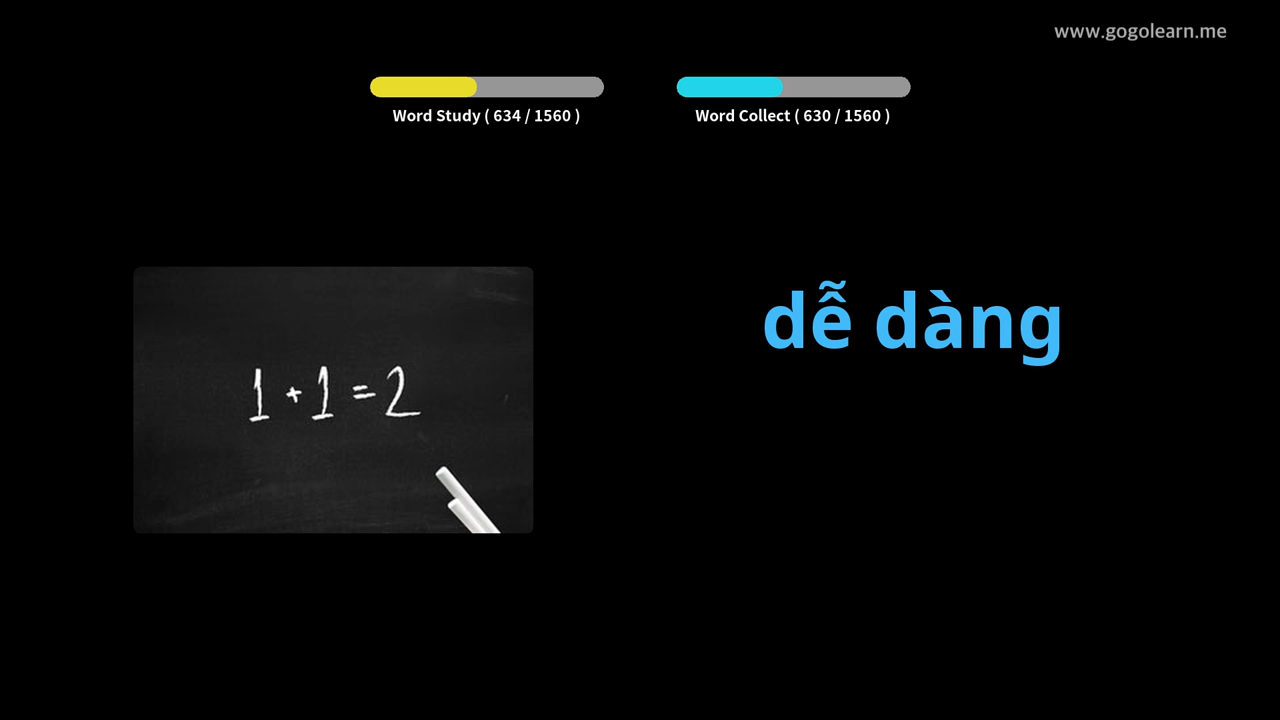 www.gogolearn.me
Word Study ( 634 / 1560 )
Word Collect ( 630 / 1560 )
dễ dàng
1 + 1 = 2